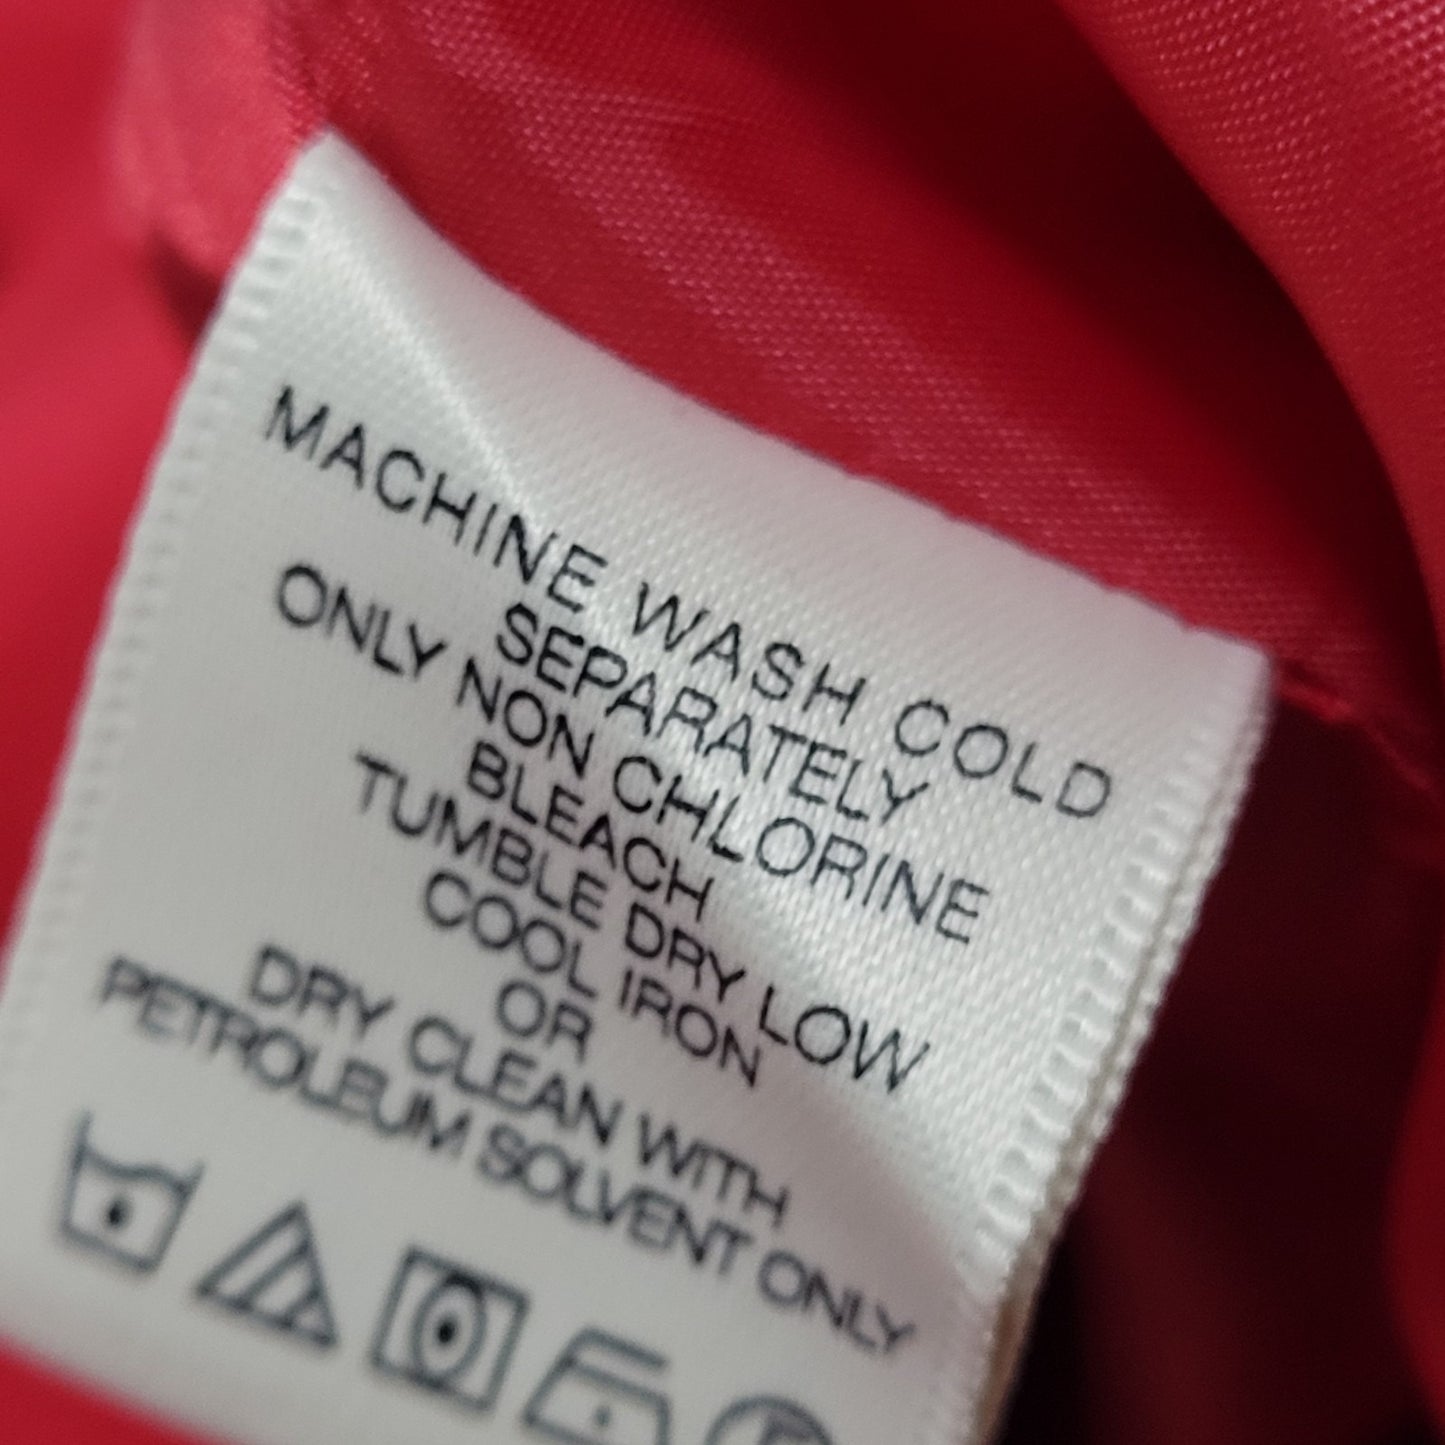 MACHINE WASH COLD
SEPARATELY
ONLY NON CHLORINE
BLEACH
TUMBLE DRY LOW
COOL IRON
OR
DRY CLEAN WITH
PETROLEUM SOLVENT ONLY